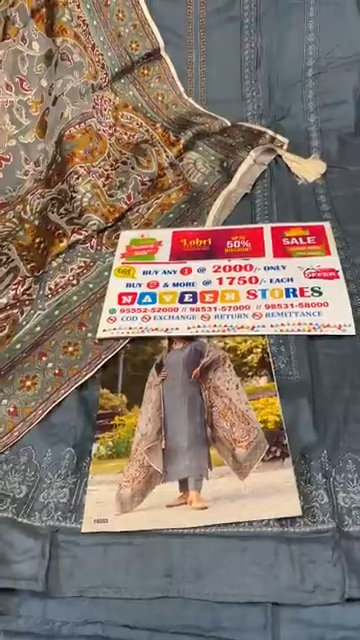 Lohri
UPTO
50%
DISCOUNT
SALE
BUY ANY 1 @ 2000/- ONLY
BUY 2 & MORE @ 1750/- EACH
OFFER
NAVEEN STORES
95552-52000 98531-57000 98531-58000
COD EXCHANGE RETURN REMITTANCES